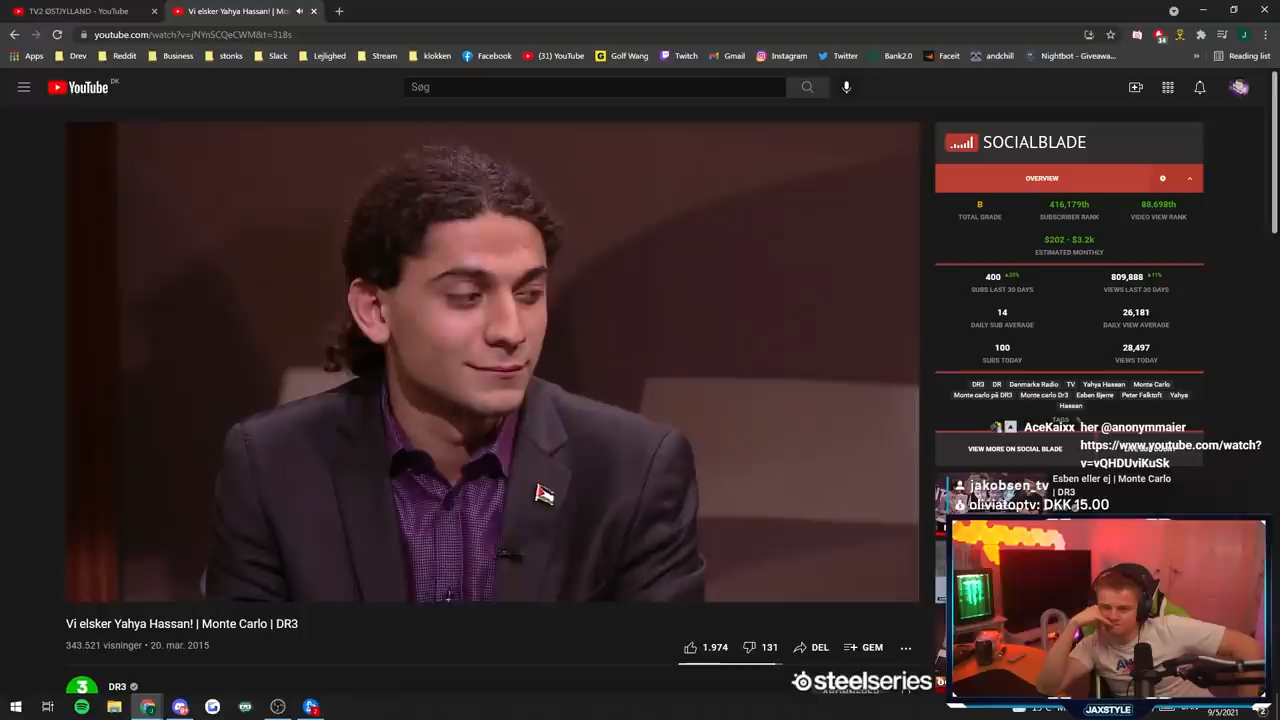 TV2 ØSTJYLLAND - YouTube
Vi elsker Yahya Hassan! | Mo
youtube.com/watch?v=jNYnSCQeCWM&t=318s
Apps Drev Reddit Business stonks Slack Lejlighed Stream klokken Facebook (31) YouTube Golf Wang Twitch Gmail Instagram Twitter Bank2.0 Faceit andchill Nightbot - Giveawa... Reading list
YouTube DK
Søg
SOCIALBLADE
OVERVIEW
B 416,179th 88,698th
TOTAL GRADE SUBSCRIBER RANK VIDEO VIEW RANK
$202 - $3.2k
ESTIMATED MONTHLY
400 25% 809,888 11%
SUBS LAST 30 DAYS VIEWS LAST 30 DAYS
14 26,181
DAILY SUB AVERAGE DAILY VIEW AVERAGE
100 28,497
SUBS TODAY VIEWS TODAY
DR3 DR Danmarks Radio TV Yahya Hassan Monte Carlo
Monte carlo på DR3 Monte carlo Dr3 Esben Bjerre Peter Falktoft Yahya
Hassan
TAGS
AceKaixx her @anonymmaier
https://www.youtube.com/watch?
v=vQHDUviKuSk
VIEW MORE ON SOCIAL BLADE
Esben eller ej | Monte Carlo
| DR3
jakobsen_tv
oliviatoptv: DKK 15.00
Vi elsker Yahya Hassan! | Monte Carlo | DR3
343.521 visninger • 20. mar. 2015
1.974 131 DEL GEM
steelseries
3 DR3
JAXSTYLE
9/5/2021